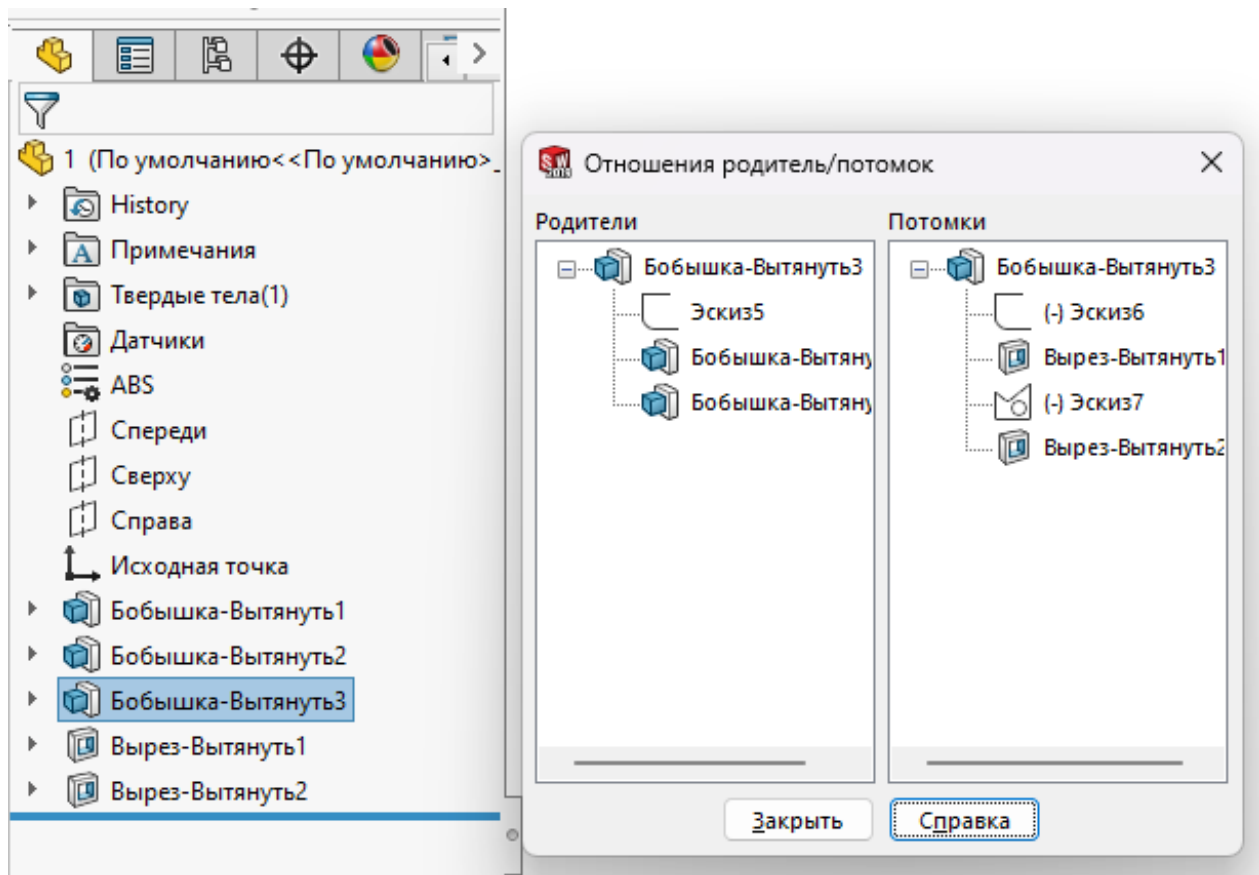 1 (По умолчанию<<По умолчанию>_
History
Примечания
A
Твердые тела(1)
Датчики
ABS
Спереди
Сверху
Справа
Исходная точка
Бобышка-Вытянуть1
Бобышка-Вытянуть2
Бобышка-Вытянуть3
Вырез-Вытянуть1
Вырез-Вытянуть2
SW
2019
Отношения родитель/потомок
Родители
Бобышка-Вытянуть3
Эскиз5
Бобышка-Вытяну
Бобышка-Вытяну
Потомки
Бобышка-Вытянуть3
(-) Эскиз6
Вырез-Вытянуть1
(-) Эскиз7
Вырез-Вытянуть2
Закрыть
Справка